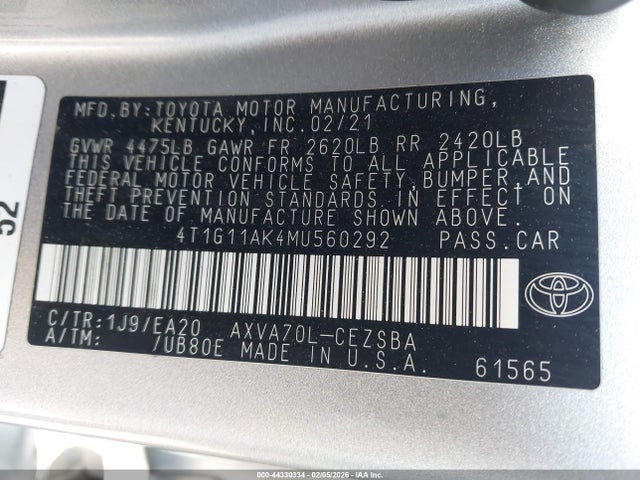 52
MFD.BY:TOYOTA MOTOR MANUFACTURING,
KENTUCKY,INC.02/21
GVWR 4475LB GAWR FR 2620LB RR 2420LB
THIS VEHICLE CONFORMS TO ALL APPLICABLE
FEDERAL MOTOR VEHICLE SAFETY,BUMPER,AND
THEFT PREVENTION STANDARDS IN EFFECT ON
THE DATE OF MANUFACTURE SHOWN ABOVE.
4T1G11AK4MU560292 PASS.CAR
C/TR:1J9/EA20 AXVA70L-CEZSBA
A/TM: /UB80E MADE IN U.S.A. 61565
000-44330334 - 02/05/2026 - IAAI